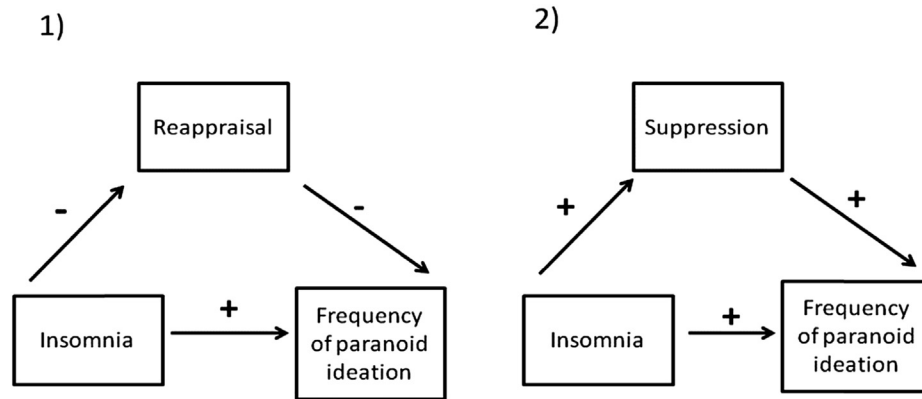 1)
2)
Reappraisal
Suppression
-
-
+
+
+
+
Insomnia
Frequency
of paranoid
ideation
Insomnia
Frequency
of paranoid
ideation